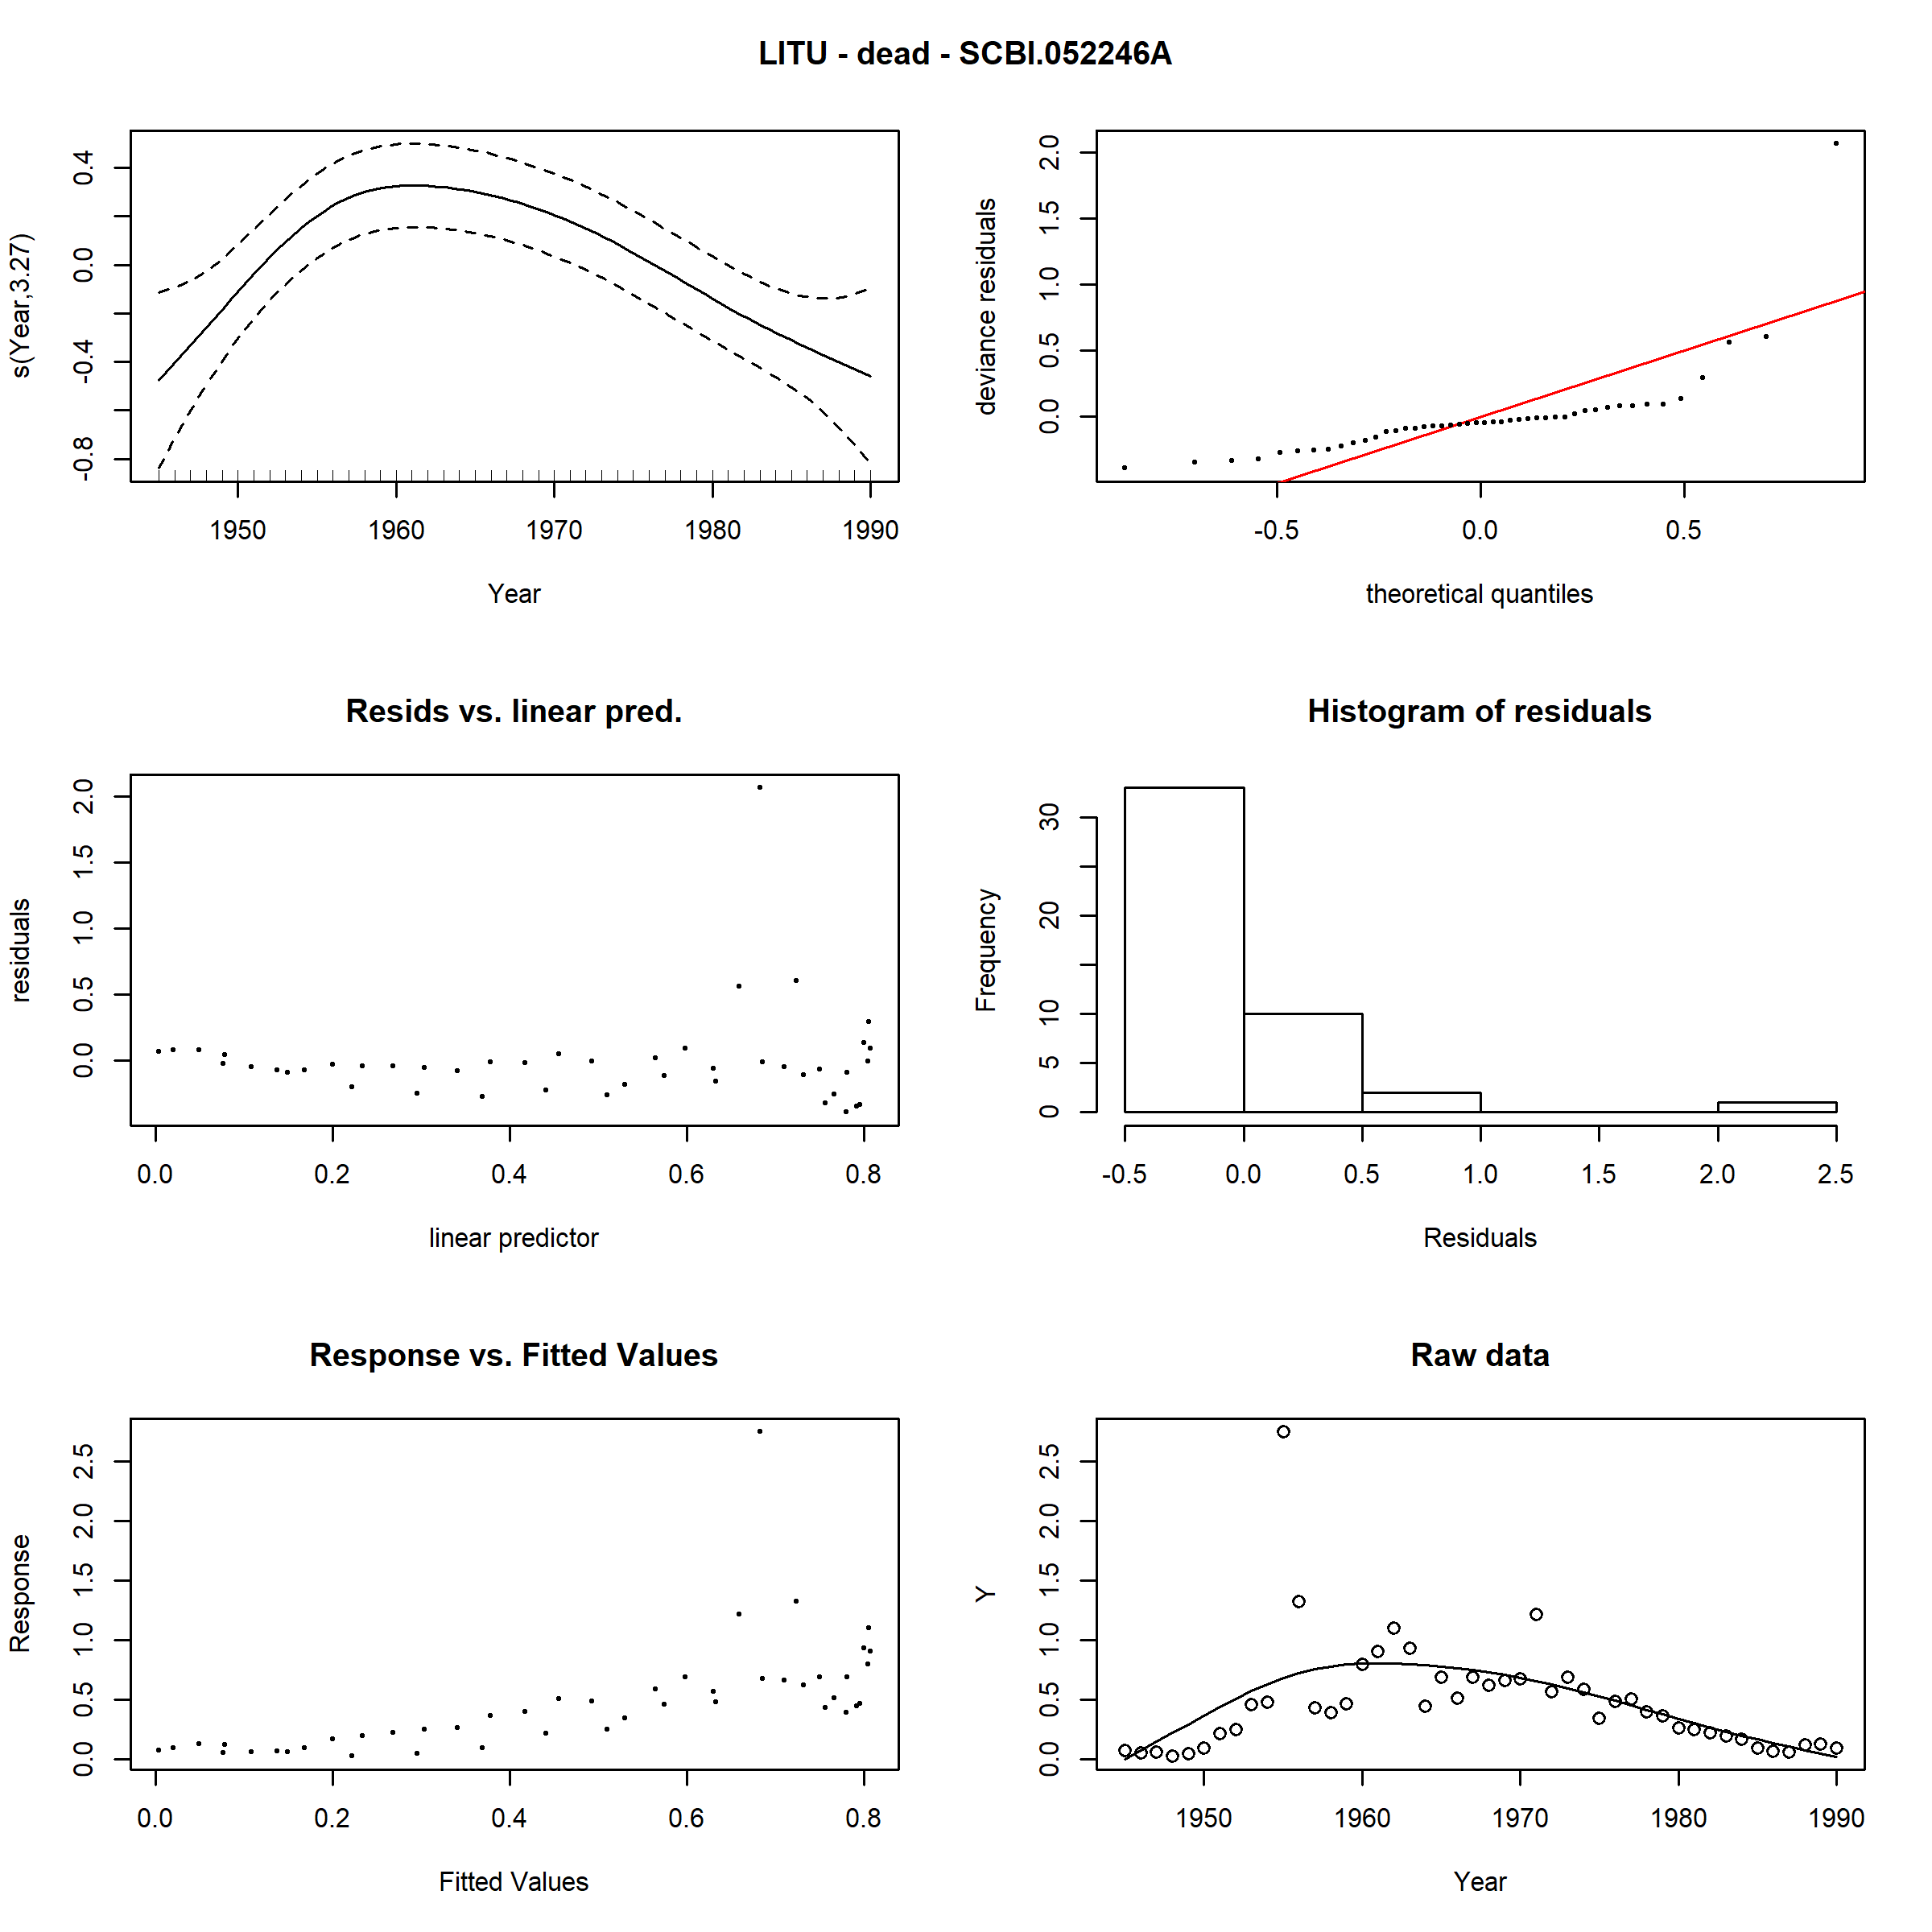 LITU - dead - SCBI.052246A
s(Year,3.27)
-0.8 -0.4 0.0 0.4
1950 1960 1970 1980 1990
Year
deviance residuals
0.0 0.5 1.0 1.5 2.0
-0.5 0.0 0.5
theoretical quantiles
Resids vs. linear pred.
residuals
0.0 0.5 1.0 1.5 2.0
0.0 0.2 0.4 0.6 0.8
linear predictor
Histogram of residuals
Frequency
0 5 10 20 30
-0.5 0.0 0.5 1.0 1.5 2.0 2.5
Residuals
Response vs. Fitted Values
Response
0.0 0.5 1.0 1.5 2.0 2.5
0.0 0.2 0.4 0.6 0.8
Fitted Values
Raw data
Y
0.0 0.5 1.0 1.5 2.0 2.5
1950 1960 1970 1980 1990
Year